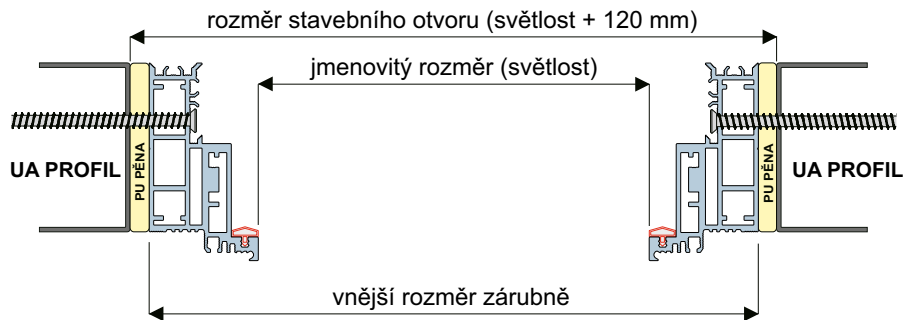 rozměr stavebního otvoru (světlost + 120 mm)
jmenovitý rozměr (světlost)
UA PROFIL
PU PĚNA
PU PĚNA
UA PROFIL
vnější rozměr zárubně